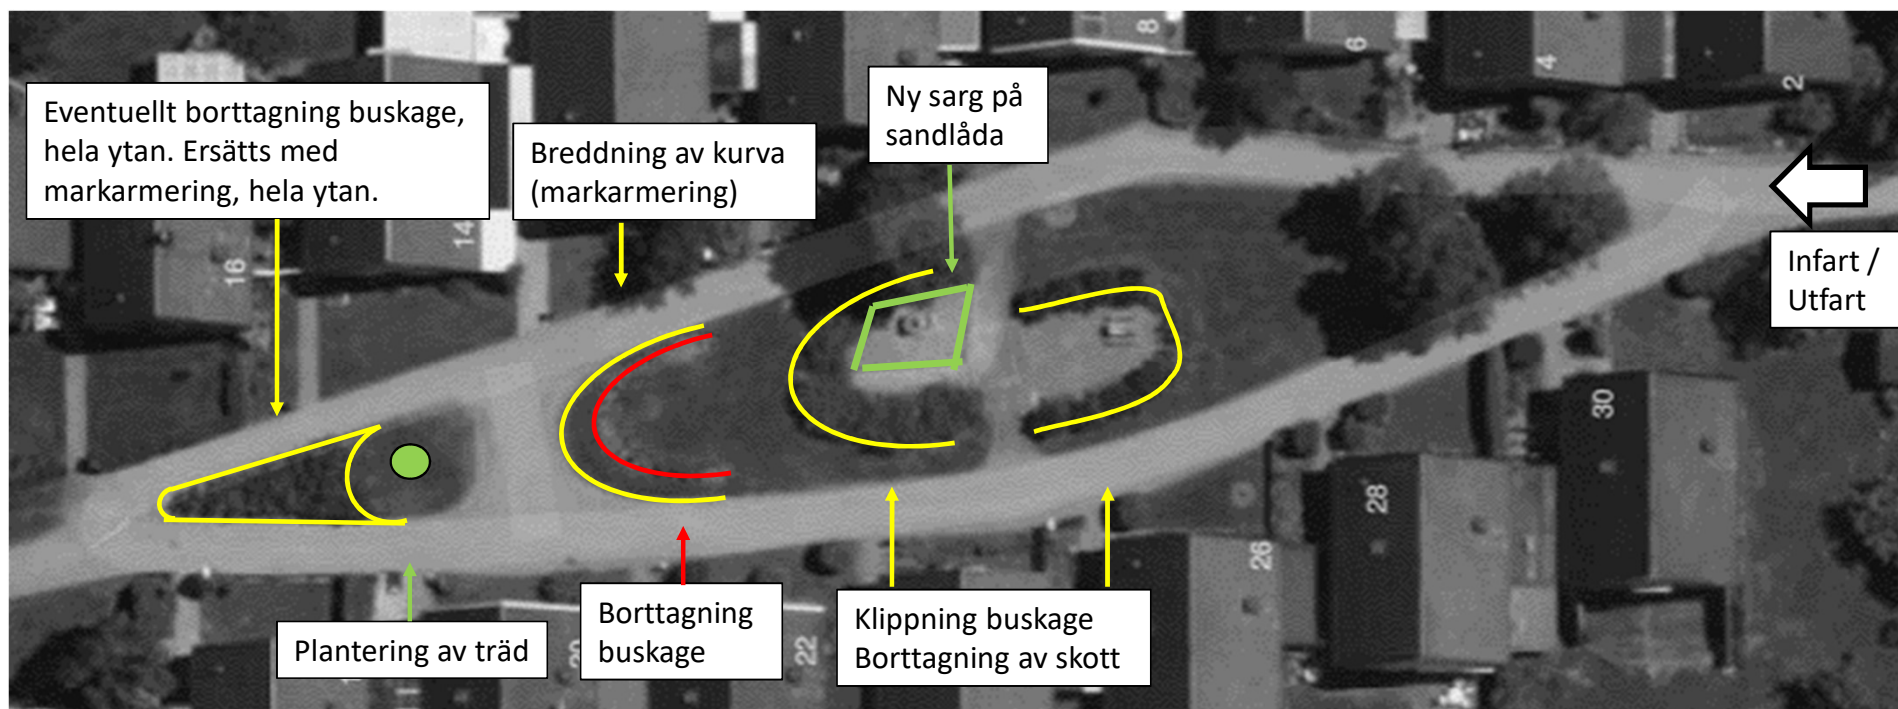 8
6
4
2
Eventuellt borttagning buskage,
hela ytan. Ersätts med
markarmering, hela ytan.
Breddning av kurva
(markarmering)
Ny sarg på
sandlåda
14
16
Infart /
Utfart
30
28
26
Plantering av träd
20
Borttagning
buskage
22
Klippning buskage
Borttagning av skott